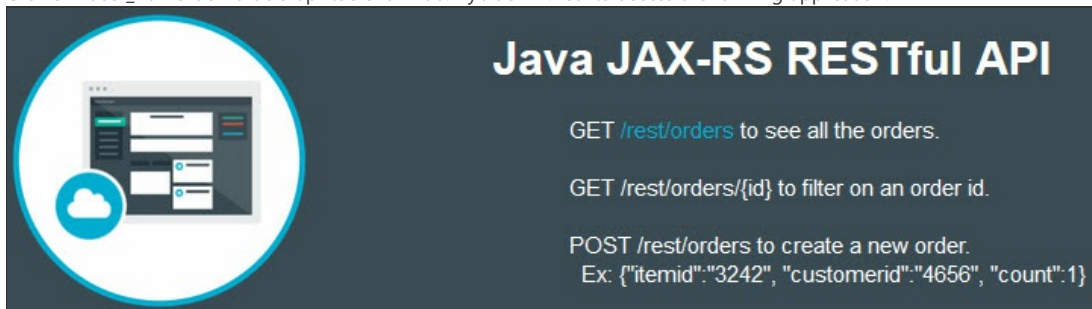 Java JAX-RS RESTful API
GET /rest/orders to see all the orders.
GET /rest/orders/{id} to filter on an order id.
POST /rest/orders to create a new order.
Ex: {"itemid":"3242", "customerid":"4656", "count":1}